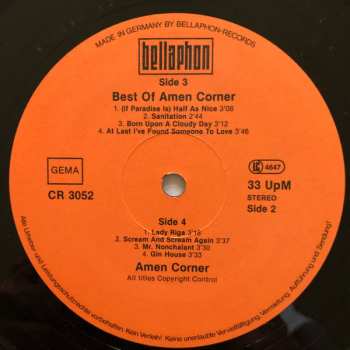 MADE IN GERMANY BY BELLAPHON-RECORDS
bellaphon
Side 3
Best Of Amen Corner
1. (If Paradise Is) Half As Nice 3'06
2. Sanitation 2'44
3. Born Upon A Cloudy Day 3'12
4. At Last I've Found Someone To Love 3'46
GEMA
CR 3052
LC 4647
33 UpM
STEREO
Side 2
Side 4
1. Lady Riga 3'18
2. Scream And Scream Again 3'37
3. Mr. Nonchalant 3'00
4. Gin House 3'33
Amen Corner
All titles Copyright Control
Alle Urheber- und Leistungsschutzrechte vorbehalten. Kein Verleih! Keine unerlaubte Vervielfältigung, Vermietung, Aufführung und Sendung!